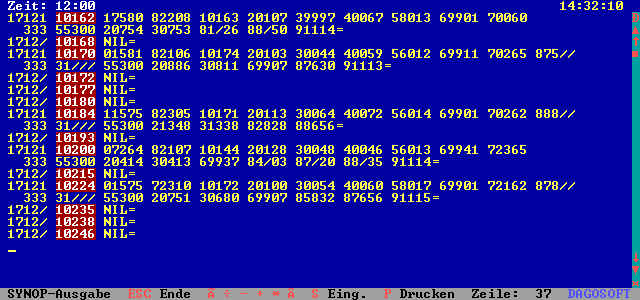 Zeit: 12:00 14:32:10
17121 10162 17580 82208 10163 20107 39997 40067 58013 69901 70060
333 55300 20754 30753 81/26 88/50 91114=
1712/ 10168 NIL=
17121 10170 01581 82106 10174 20103 30044 40059 56012 69911 70265 875//
333 31/// 55300 20886 30811 69907 87630 91113=
1712/ 10172 NIL=
1712/ 10177 NIL=
1712/ 10180 NIL=
17121 10184 11575 82305 10171 20113 30064 40072 56014 69901 70262 888//
333 31/// 55300 21348 31338 82828 88656=
1712/ 10193 NIL=
17121 10200 07264 82107 10144 20128 30048 40046 56013 69941 72365
333 55300 20414 30413 69937 84/03 87/20 88/35 91114=
1712/ 10215 NIL=
17121 10224 01575 72310 10172 20100 30054 40060 58017 69901 72162 878//
333 31/// 55300 20751 30680 69907 85832 87656 91115=
1712/ 10235 NIL=
1712/ 10238 NIL=
1712/ 10246 NIL=
SYNOP-Ausgabe ESC Ende - + * S Eing. P Drucken Zeile: 37 DAGOSOFT